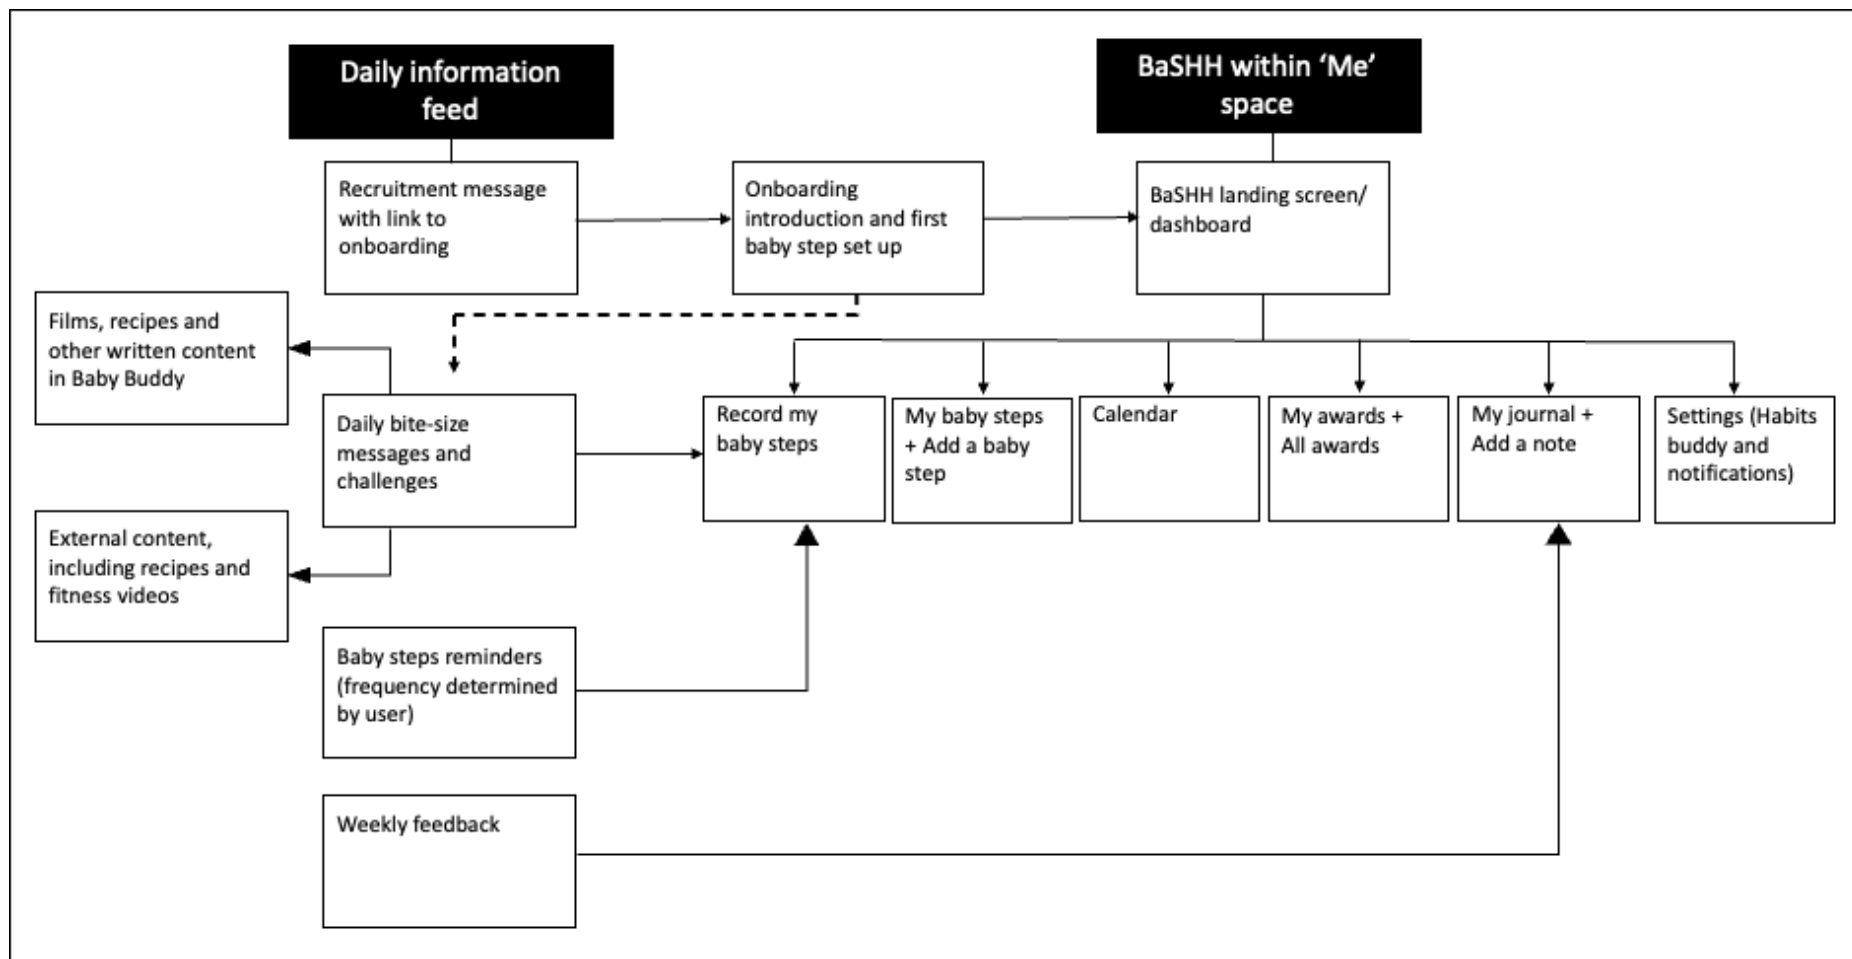 Daily information
feed
BaSHH within ‘Me’
space
Recruitment message
with link to
onboarding
Onboarding
introduction and first
baby step set up
BaSHH landing screen/
dashboard
Films, recipes and
other written content
in Baby Buddy
Daily bite-size
messages and
challenges
Record my
baby steps
My baby steps
+ Add a baby
step
Calendar
My awards +
All awards
My journal +
Add a note
Settings (Habits
buddy and
notifications)
External content,
including recipes and
fitness videos
Baby steps reminders
(frequency determined
by user)
Weekly feedback